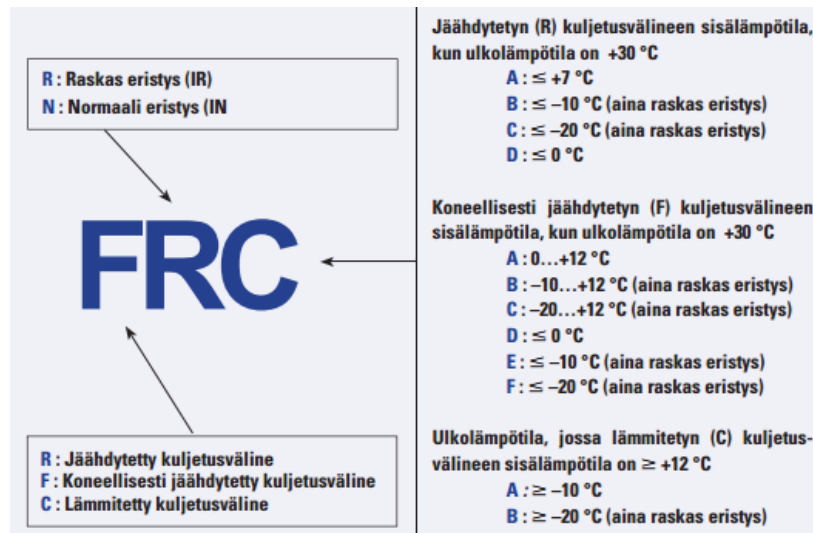 R : Raskas eristys (IR)
N : Normaali eristys (IN
FRC
R : Jäähdytetty kuljetusväline
F : Koneellisesti jäähdytetty kuljetusväline
C : Lämmitetty kuljetusväline
Jäähdytetyn (R) kuljetusvälineen sisälämpötila,
kun ulkolämpötila on +30 °C
A : ≤ +7 °C
B : ≤ –10 °C (aina raskas eristys)
C : ≤ –20 °C (aina raskas eristys)
D : ≤ 0 °C
Koneellisesti jäähdytetyn (F) kuljetusvälineen
sisälämpötila, kun ulkolämpötila on +30 °C
A : 0…+12 °C
B : –10…+12 °C (aina raskas eristys)
C : –20…+12 °C (aina raskas eristys)
D : ≤ 0 °C
E : ≤ –10 °C (aina raskas eristys)
F : ≤ –20 °C (aina raskas eristys)
Ulkolämpötila, jossa lämmitetyn (C) kuljetus-
välineen sisälämpötila on ≥ +12 °C
A : ≥ –10 °C
B : ≥ –20 °C (aina raskas eristys)